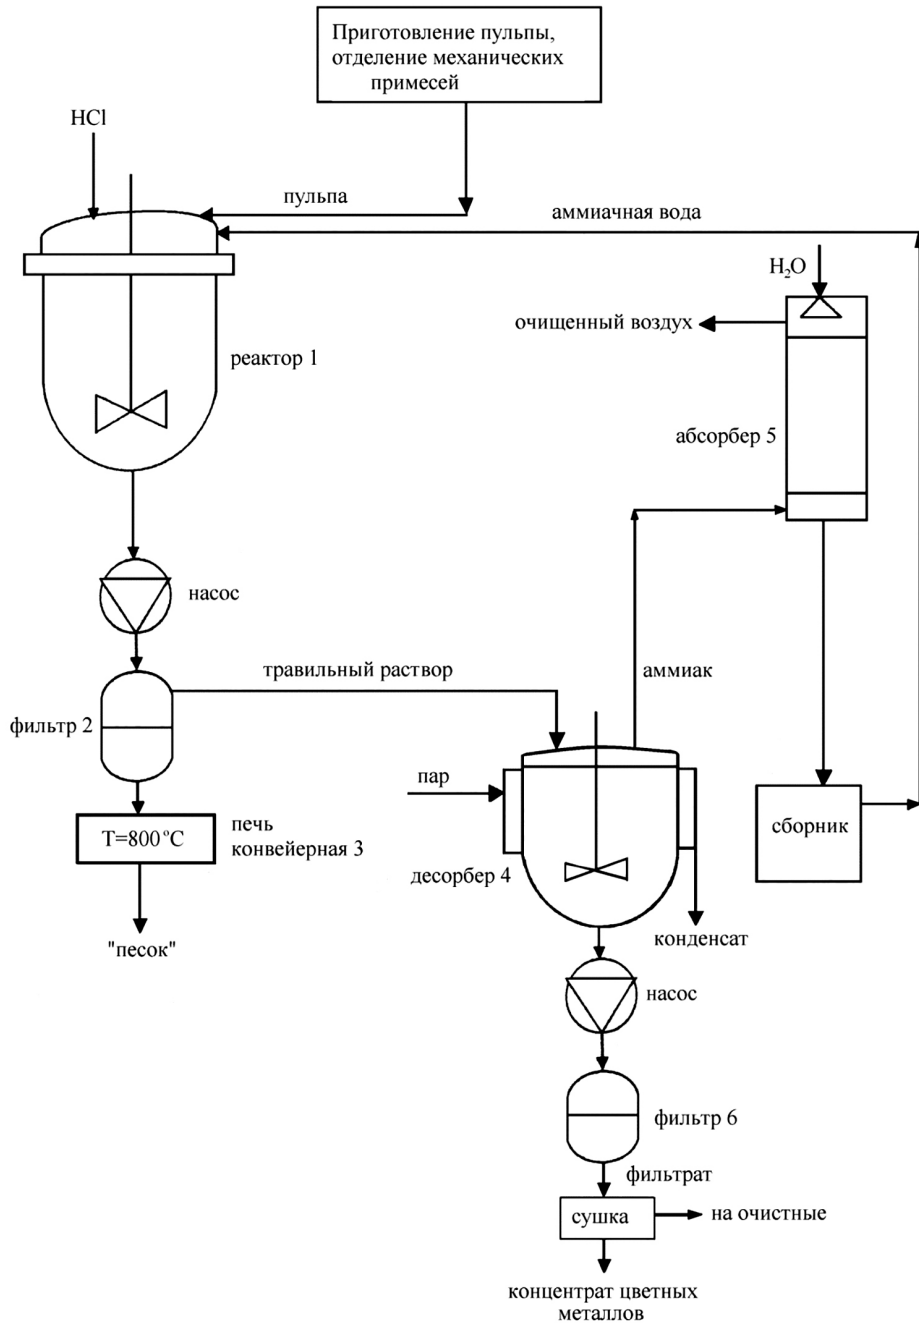 Приготовление пульпы,
отделение механических
примесей
HCl
пульпа
аммиачная вода
H₂O
очищенный воздух
реактор 1
абсорбер 5
насос
травильный раствор
аммиак
фильтр 2
пар
T=800 °C
печь
конвейерная 3
сборник
десорбер 4
"песок"
конденсат
насос
фильтр 6
фильтрат
сушка
на очистные
концентрат цветных
металлов